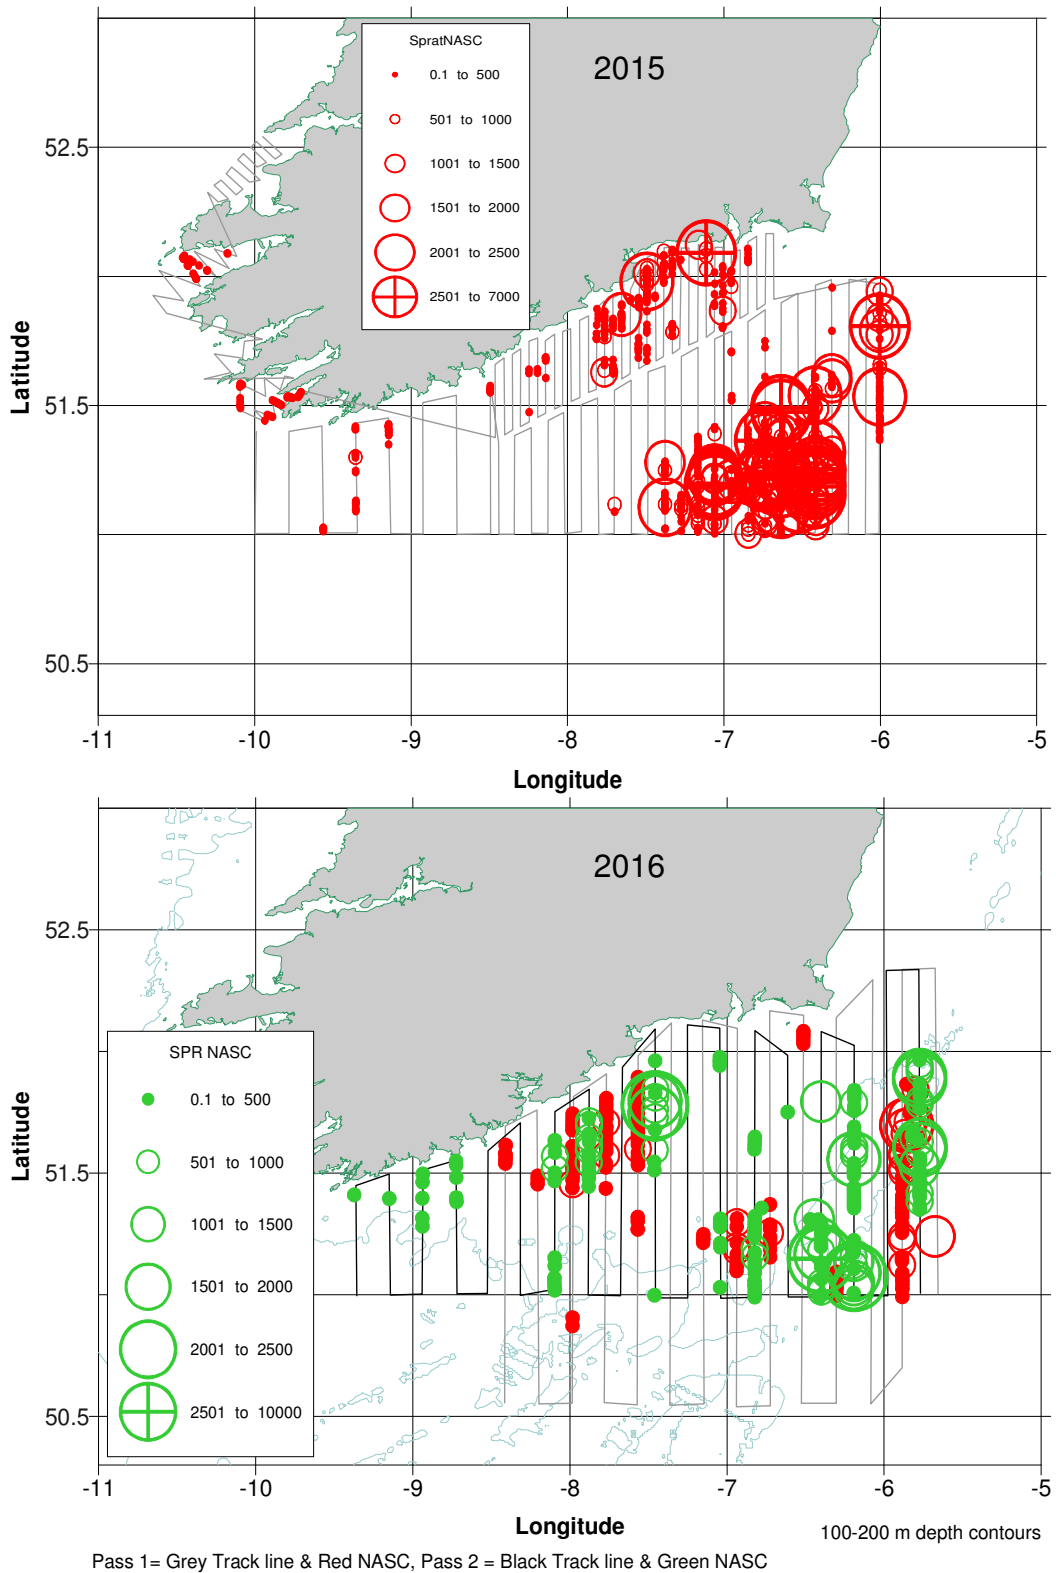 SpratNASC
0.1 to 500
501 to 1000
1001 to 1500
1501 to 2000
2001 to 2500
2501 to 7000
2015
52.5
51.5
50.5
Latitude
-11
-10
-9
-8
-7
-6
-5
Longitude
2016
52.5
51.5
50.5
Latitude
SPR NASC
0.1 to 500
501 to 1000
1001 to 1500
1501 to 2000
2001 to 2500
2501 to 10000
-11
-10
-9
-8
-7
-6
-5
Longitude
100-200 m depth contours
Pass 1= Grey Track line & Red NASC, Pass 2 = Black Track line & Green NASC